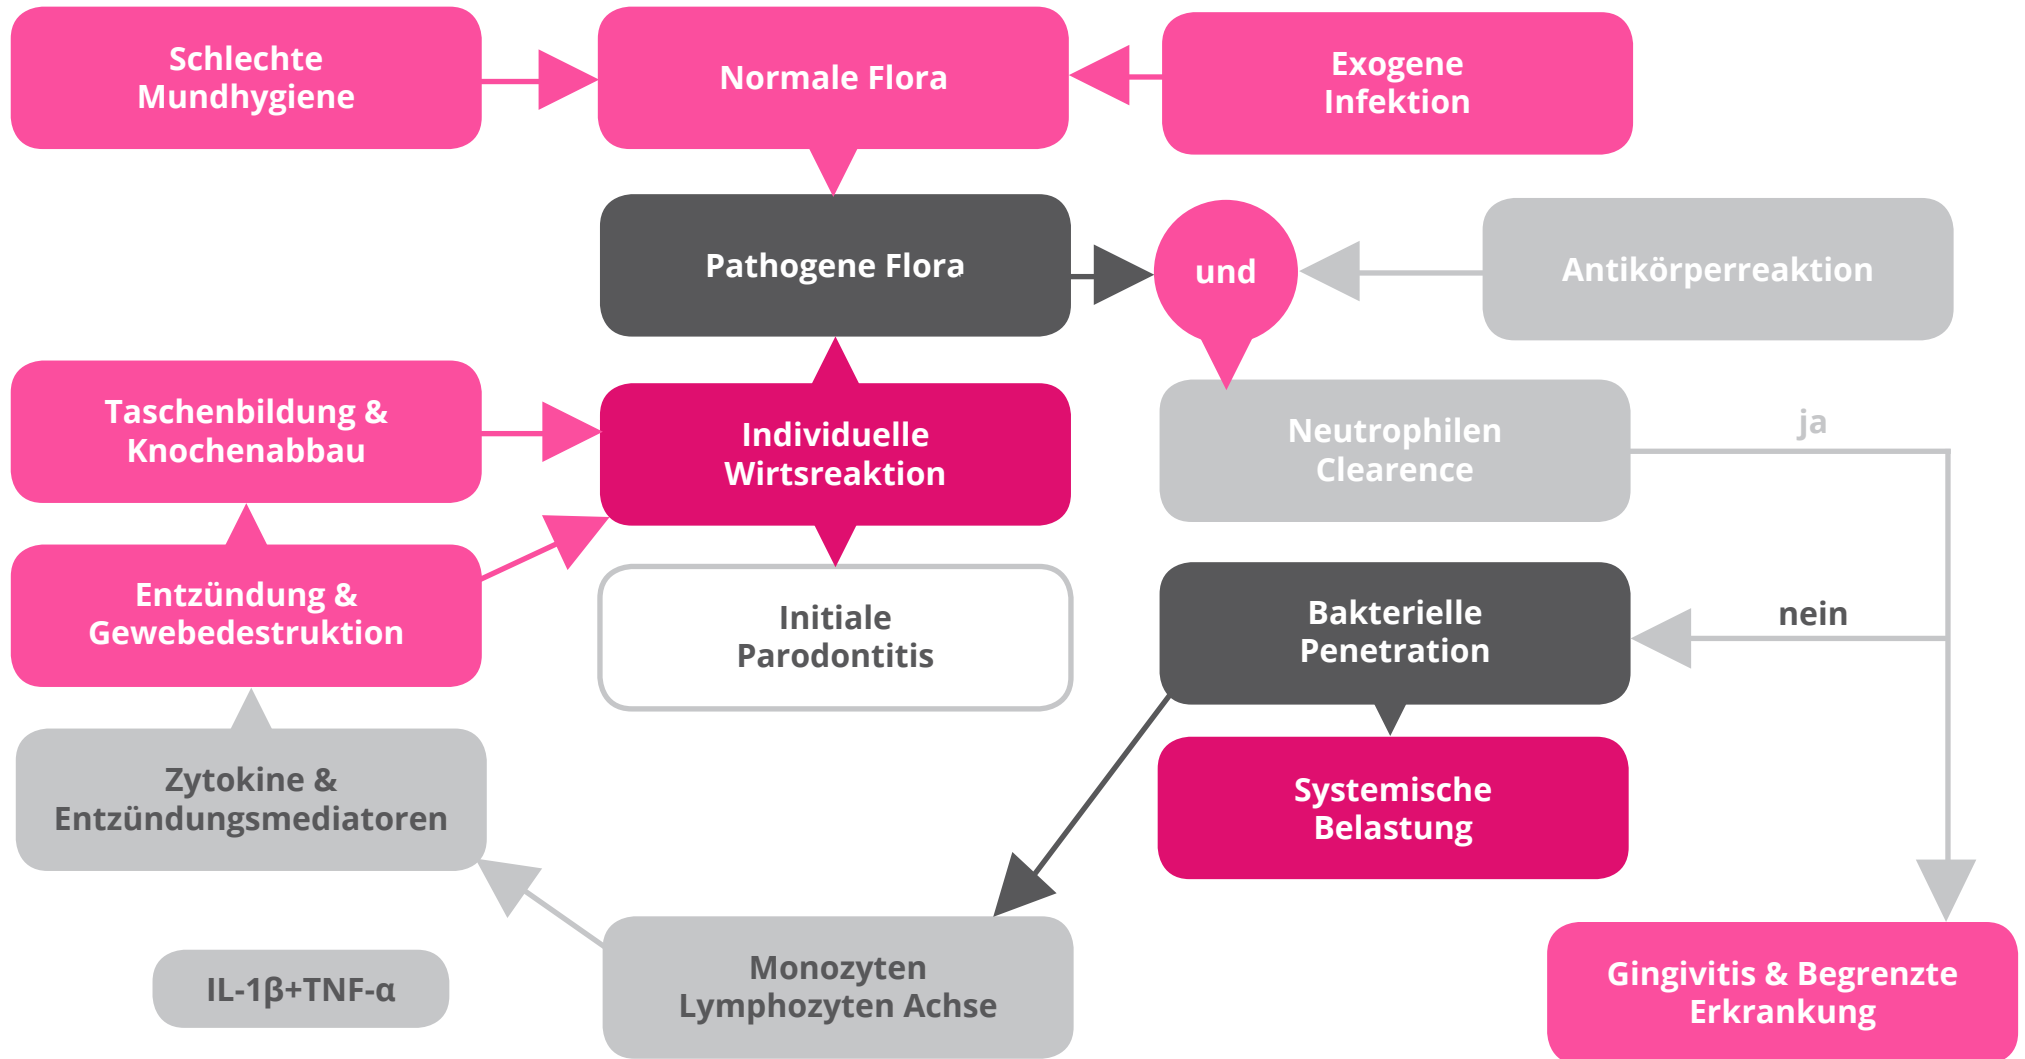 Schlechte
Mundhygiene
Normale Flora
Exogene
Infektion
Pathogene Flora
und
Antikörperreaktion
Taschenbildung &
Knochenabbau
Individuelle
Wirtsreaktion
Neutrophilen
Clearence
ja
Entzündung &
Gewebedestruktion
Initiale
Parodontitis
Bakterielle
Penetration
nein
Zytokine &
Entzündungsmediatoren
Systemische
Belastung
IL-1β+TNF-α
Monozyten
Lymphozyten Achse
Gingivitis & Begrenzte
Erkrankung